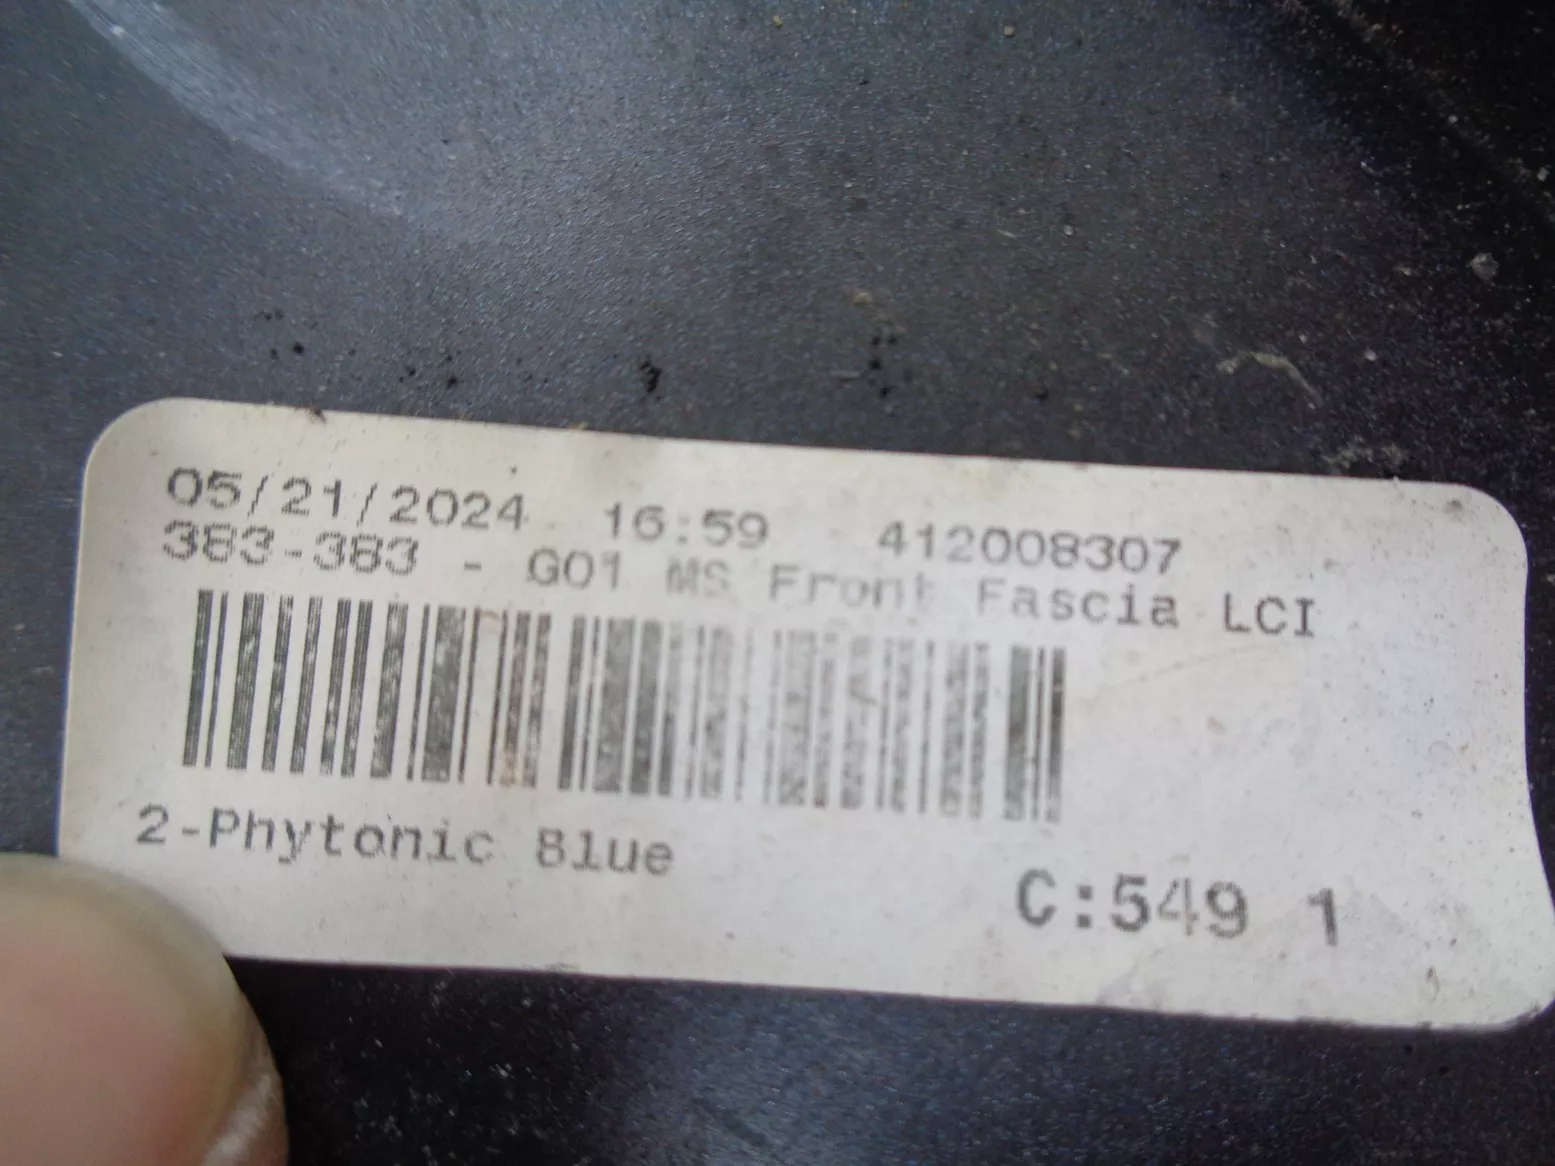 05/21/2024 16:59 412008307
383-383 - G01 MS Front Fascia LCI
2-Phytonic Blue
C:549 1